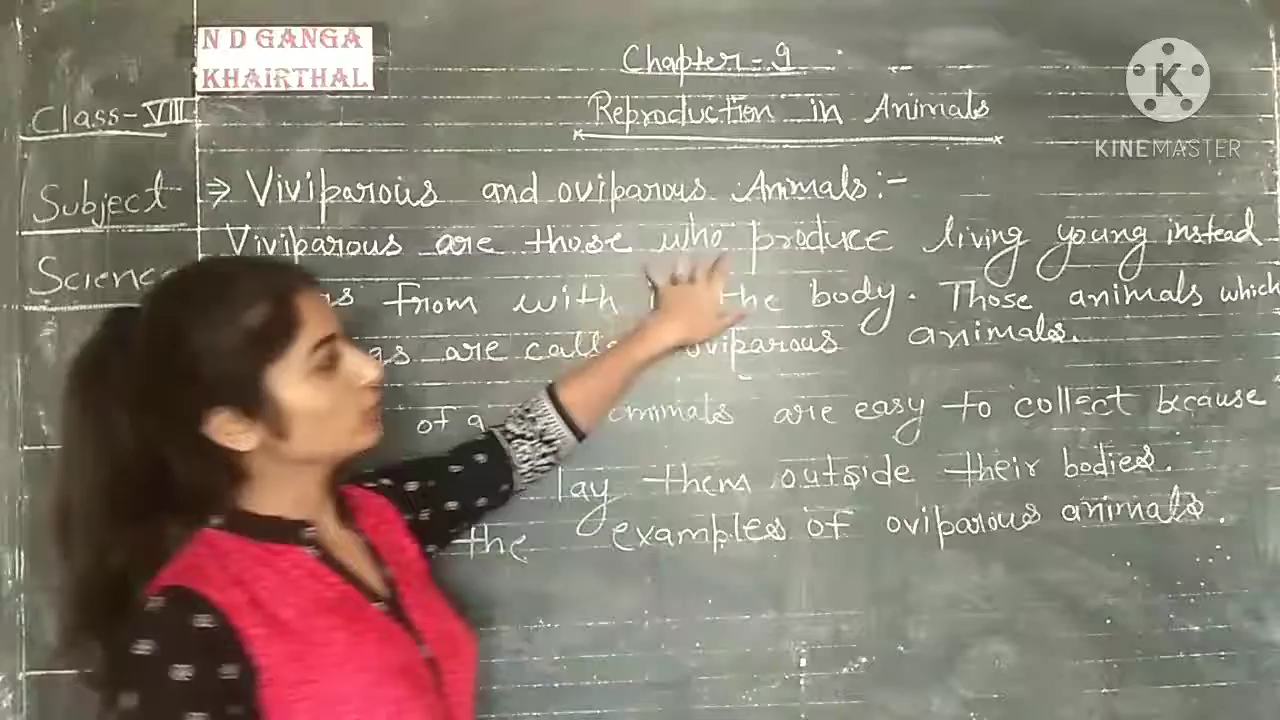 N D GANGA
KHAIRTHAL
Chapter - 9
Reproduction in Animals
K
KINEMASTER
Class - VIII
Subject
Science
⇒ Viviparous and oviparous Animals :-
Viviparous are those who produce living young instead
from with the body. Those animals which
are oviparous animals.
of animals are easy to collect because
lay them outside their bodies.
the examples of oviparous animals.